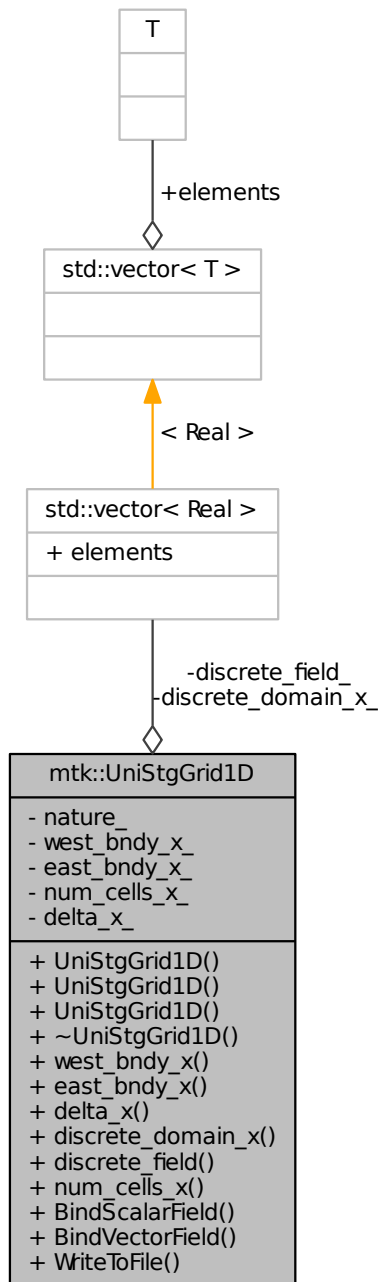 T
+elements
std::vector< T >
< Real >
std::vector< Real >
+ elements
-discrete_field_
-discrete_domain_x_
mtk::UniStgGrid1D
- nature_
- west_bndy_x_
- east_bndy_x_
- num_cells_x_
- delta_x_
+ UniStgGrid1D()
+ UniStgGrid1D()
+ UniStgGrid1D()
+ ~UniStgGrid1D()
+ west_bndy_x()
+ east_bndy_x()
+ delta_x()
+ discrete_domain_x()
+ discrete_field()
+ num_cells_x()
+ BindScalarField()
+ BindVectorField()
+ WriteToFile()